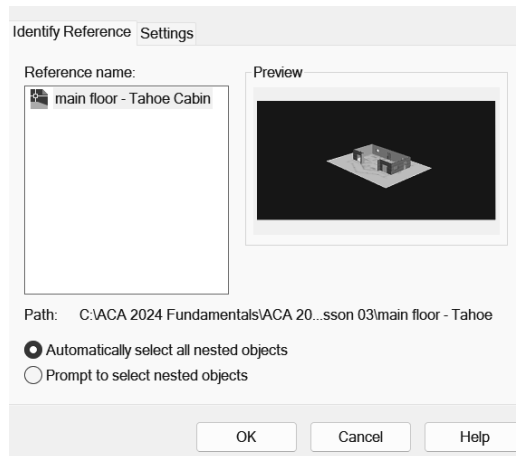 Identify Reference Settings
Reference name:
Preview
main floor - Tahoe Cabin
Path: C:\ACA 2024 Fundamentals\ACA 20...sson 03\main floor - Tahoe
Automatically select all nested objects
Prompt to select nested objects
OK Cancel Help